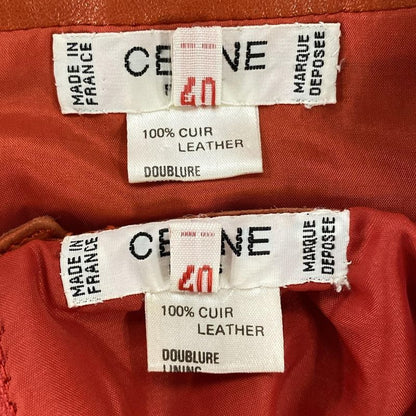 MADE IN
FRANCE
CE NE
40
MARQUE
DEPOSEE
100% CUIR
LEATHER
DOUBLURE
MADE IN
FRANCE
CE NE
40
MARQUE
DEPOSEE
100% CUIR
LEATHER
DOUBLURE
LINING